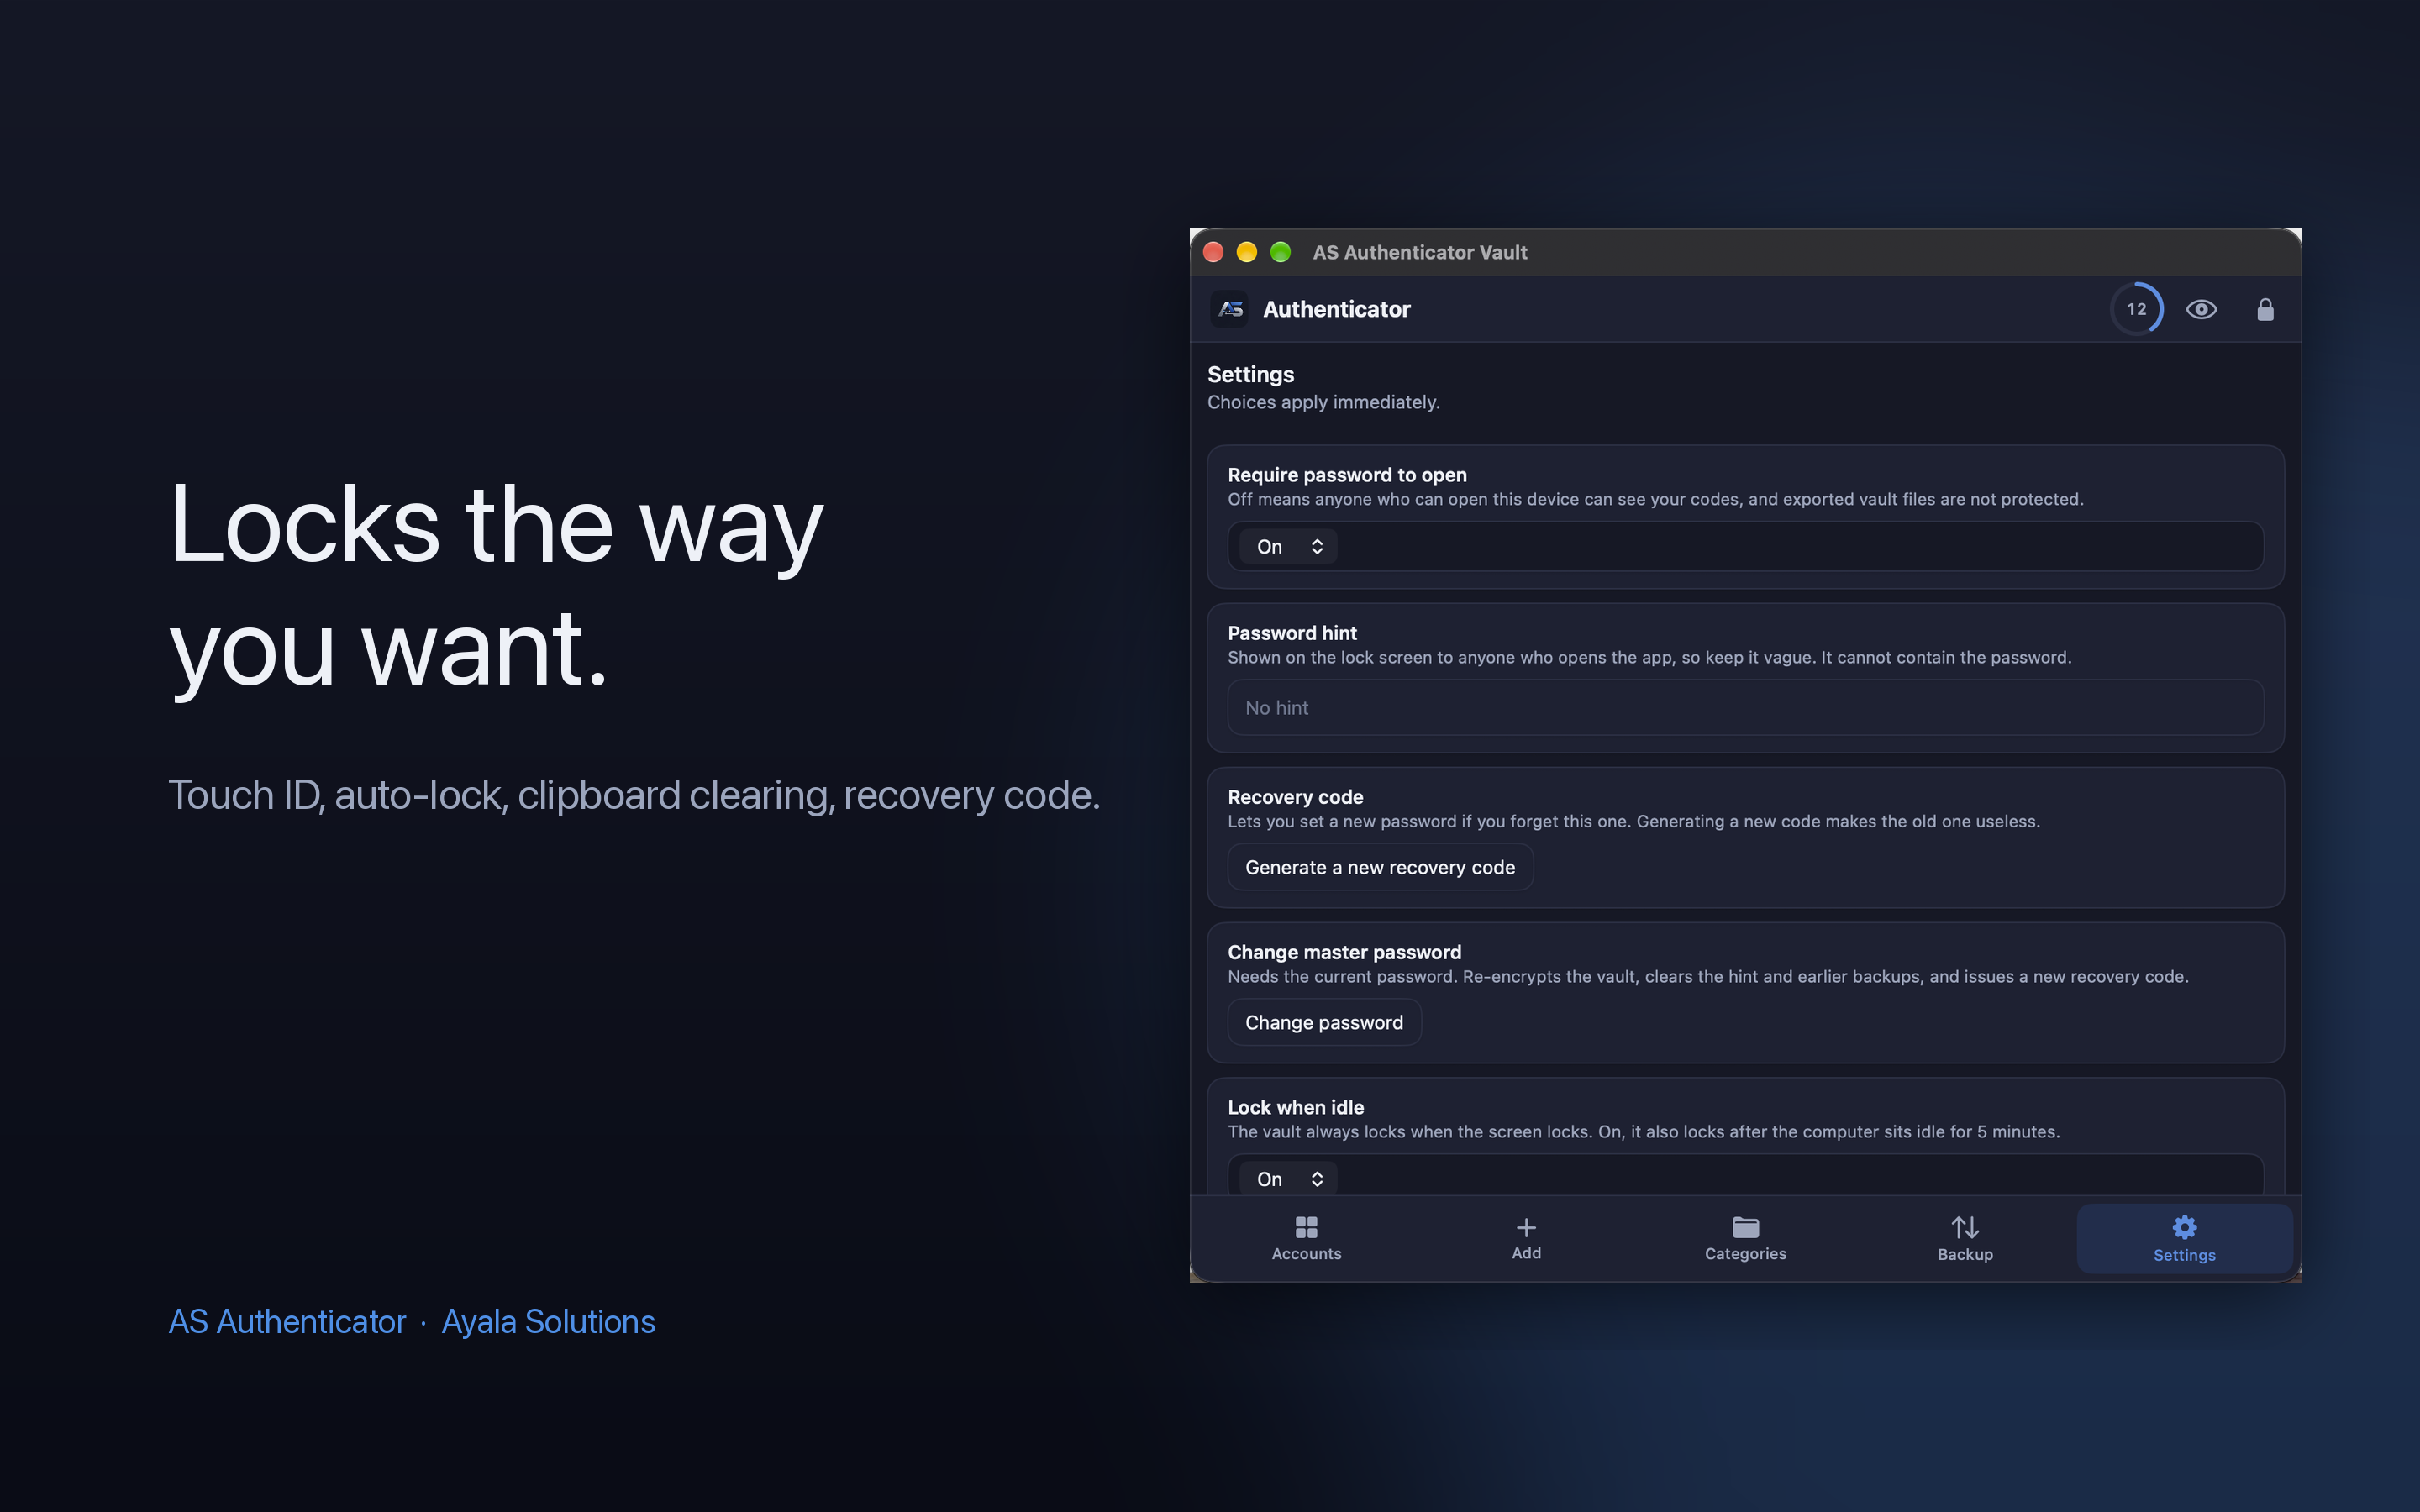 Locks the way
you want.
Touch ID, auto-lock, clipboard clearing, recovery code.
AS Authenticator · Ayala Solutions
AS Authenticator Vault
AS
Authenticator
12
Settings
Choices apply immediately.
Require password to open
Off means anyone who can open this device can see your codes, and exported vault files are not protected.
On
Password hint
Shown on the lock screen to anyone who opens the app, so keep it vague. It cannot contain the password.
No hint
Recovery code
Lets you set a new password if you forget this one. Generating a new code makes the old one useless.
Generate a new recovery code
Change master password
Needs the current password. Re-encrypts the vault, clears the hint and earlier backups, and issues a new recovery code.
Change password
Lock when idle
The vault always locks when the screen locks. On, it also locks after the computer sits idle for 5 minutes.
On
Accounts
Add
Categories
Backup
Settings